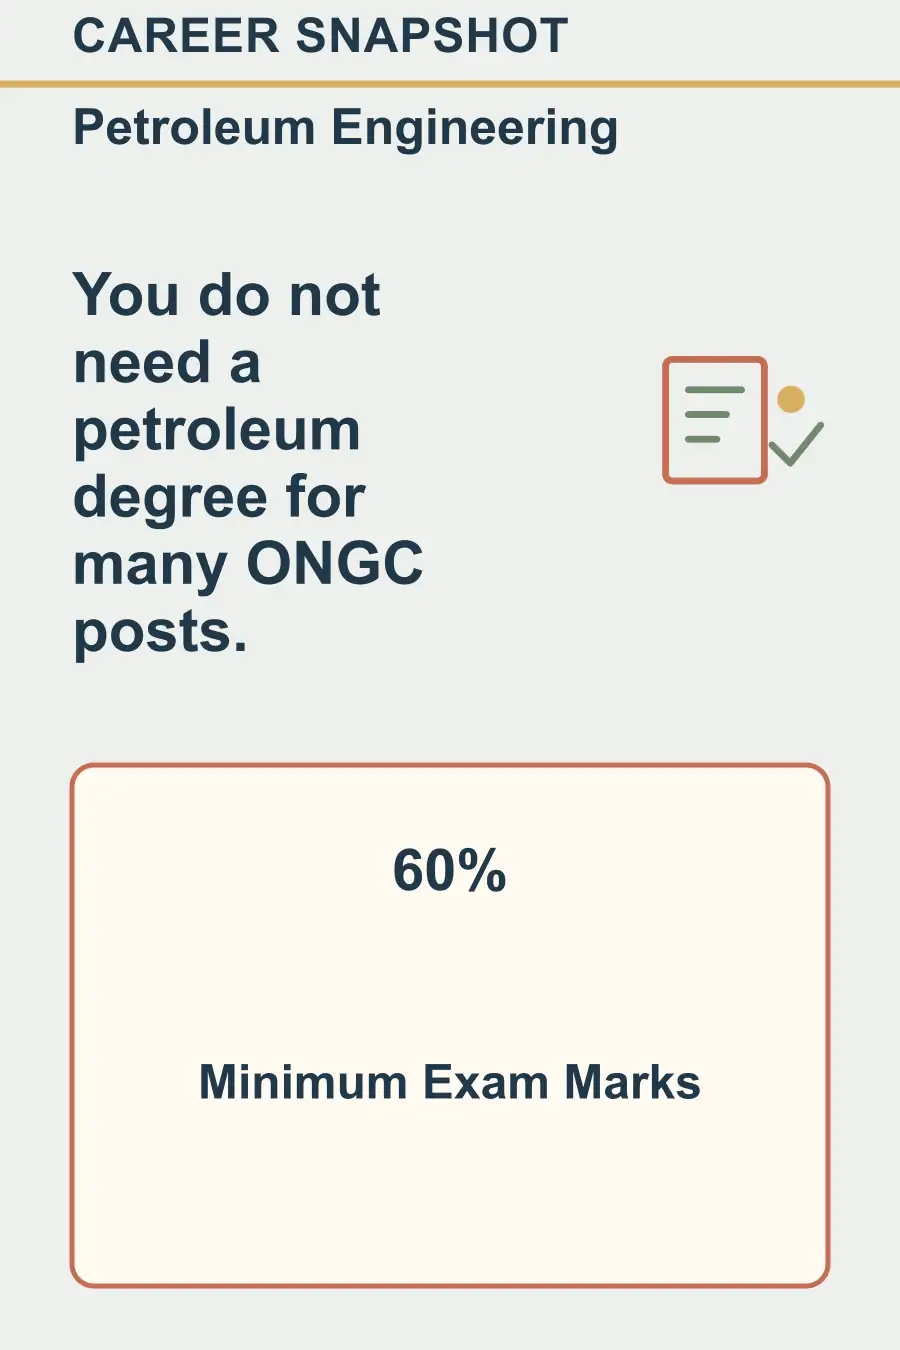 CAREER SNAPSHOT
Petroleum Engineering
You do not
need a
petroleum
degree for
many ONGC
posts.
60%
Minimum Exam Marks